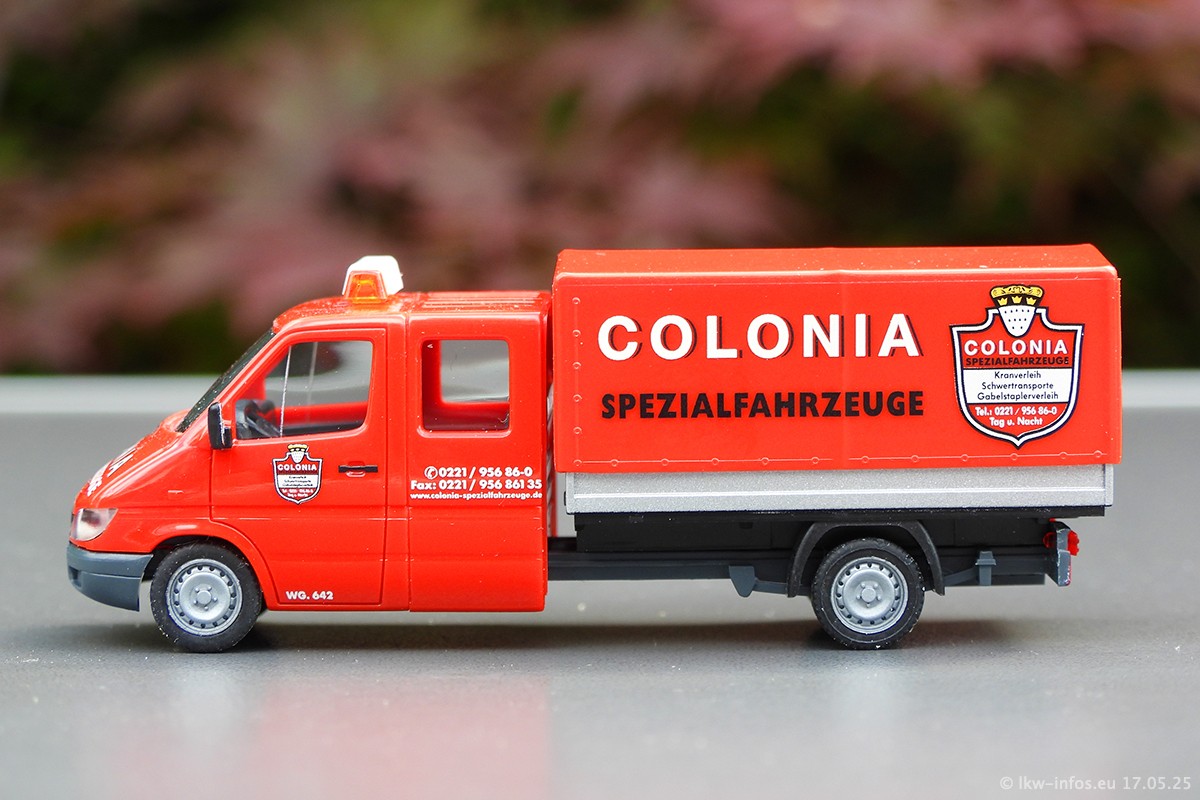 COLONIA
SPEZIALFAHRZEUGE
COLONIA
SPEZIALFAHRZEUGE
Kranverleih
Schwertransporte
Gabelstaplerverleih
Tel.: 0221 / 956 86-0
Tag u. Nacht
COLONIA
✆0221 / 956 86-0
Fax: 0221 / 956 861 35
www.colonia-spezialfahrzeuge.de
WG. 642
© lkw-infos.eu 17.05.25